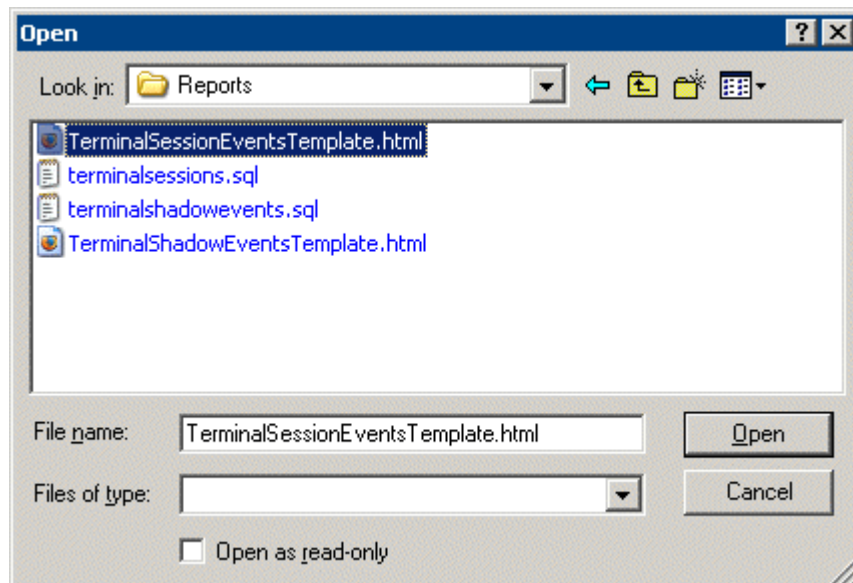 Open
Look in: Reports
TerminalSessionEventsTemplate.html
terminalsessions.sql
terminalshadowevents.sql
TerminalShadowEventsTemplate.html
File name: TerminalSessionEventsTemplate.html Open
Files of type: Cancel
Open as read-only